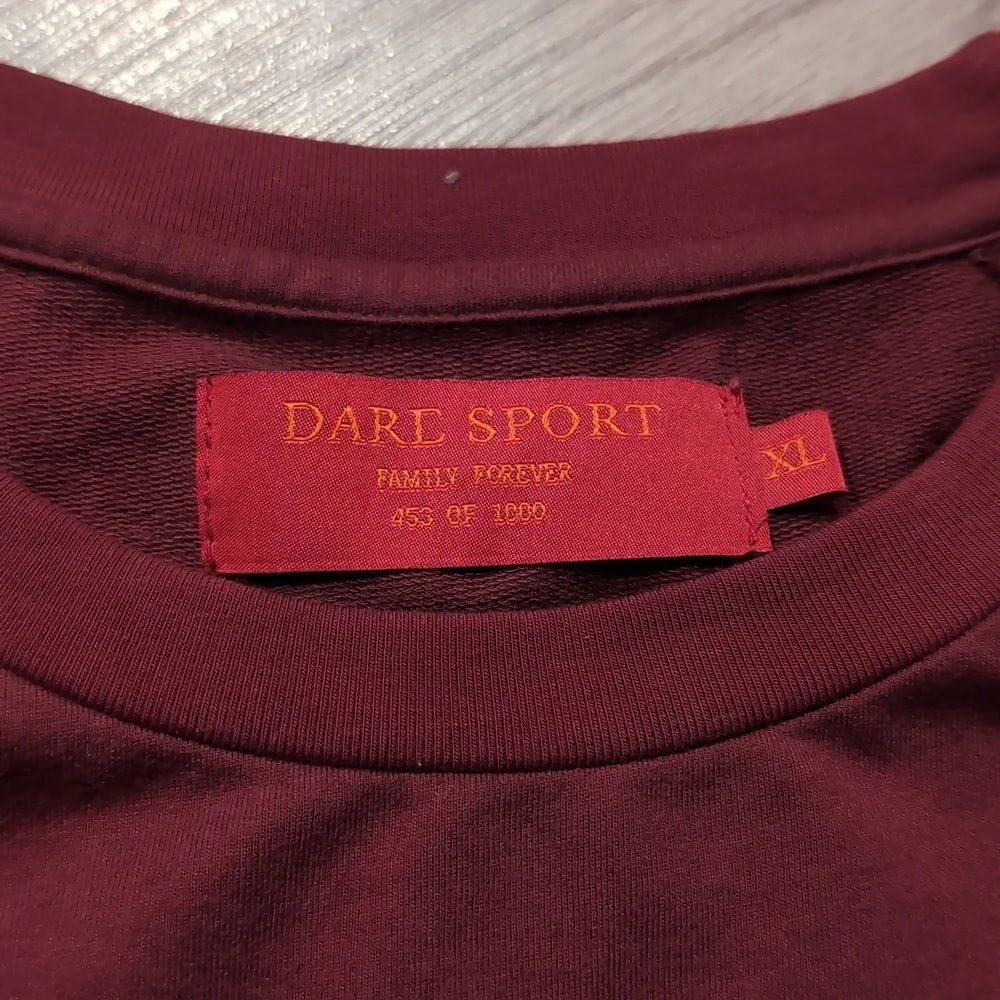 DARE SPORT
FAMILY FOREVER
453 OF 1000
XL